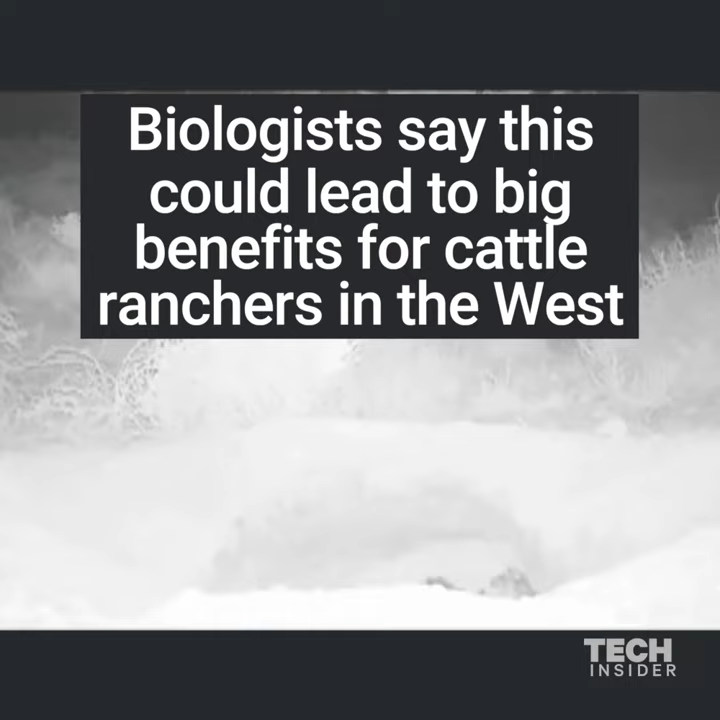 Biologists say this
could lead to big
benefits for cattle
ranchers in the West
TECH
INSIDER